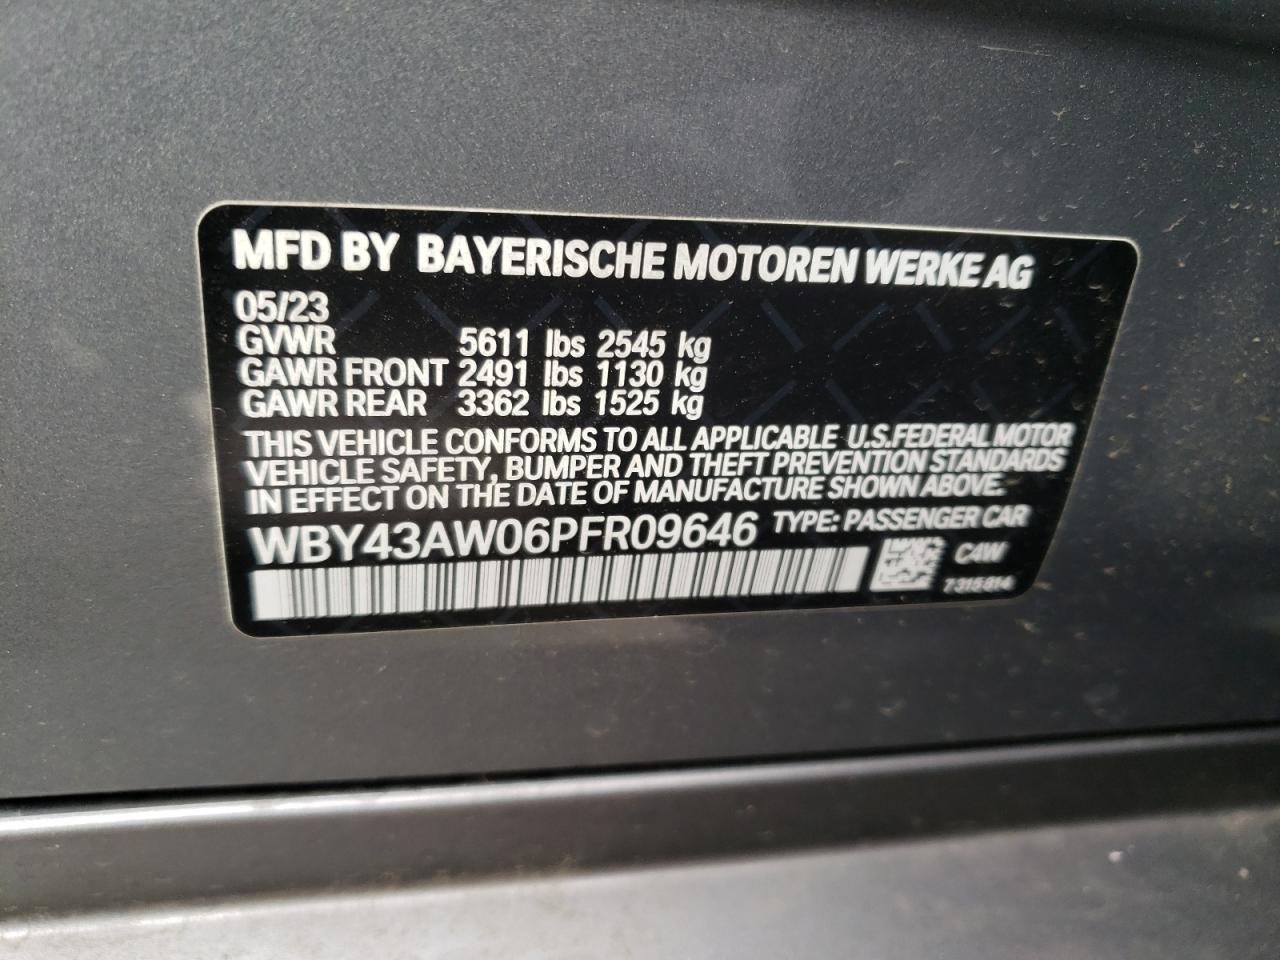 MFD BY BAYERISCHE MOTOREN WERKE AG
05/23
GVWR 5611 lbs 2545 kg
GAWR FRONT 2491 lbs 1130 kg
GAWR REAR 3362 lbs 1525 kg
THIS VEHICLE CONFORMS TO ALL APPLICABLE U.S.FEDERAL MOTOR
VEHICLE SAFETY, BUMPER AND THEFT PREVENTION STANDARDS
IN EFFECT ON THE DATE OF MANUFACTURE SHOWN ABOVE.
WBY43AW06PFR09646 TYPE: PASSENGER CAR
C4W
7315814